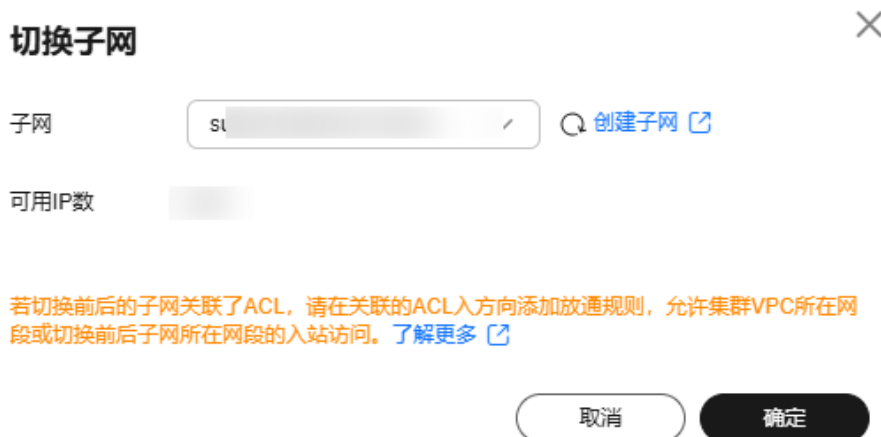 切换子网
子网
创建子网
可用IP数
若切换前后的子网关联了ACL，请在关联的ACL入方向添加放通规则，允许集群VPC所在网
段或切换前后子网所在网段的入站访问。了解更多
取消 确定